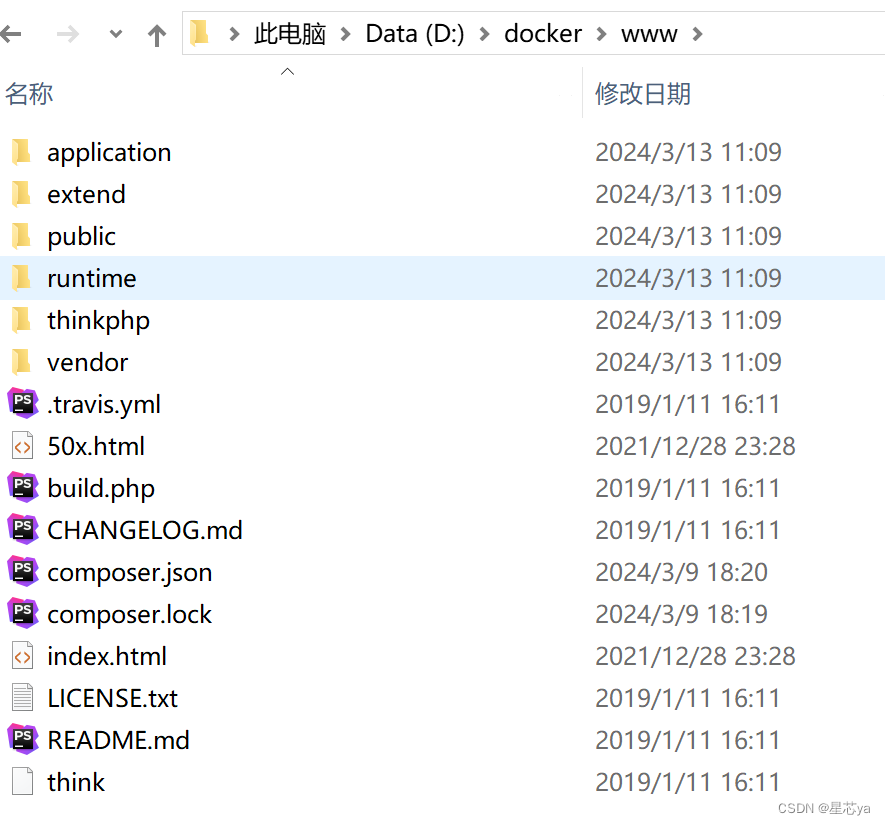 此电脑 Data (D:) docker www
名称 修改日期
application 2024/3/13 11:09
extend 2024/3/13 11:09
public 2024/3/13 11:09
runtime 2024/3/13 11:09
thinkphp 2024/3/13 11:09
vendor 2024/3/13 11:09
PS .travis.yml 2019/1/11 16:11
50x.html 2021/12/28 23:28
PS build.php 2019/1/11 16:11
PS CHANGELOG.md 2019/1/11 16:11
PS composer.json 2024/3/9 18:20
PS composer.lock 2024/3/9 18:19
index.html 2021/12/28 23:28
LICENSE.txt 2019/1/11 16:11
PS README.md 2019/1/11 16:11
think 2019/1/11 16:11
CSDN @星芯ya